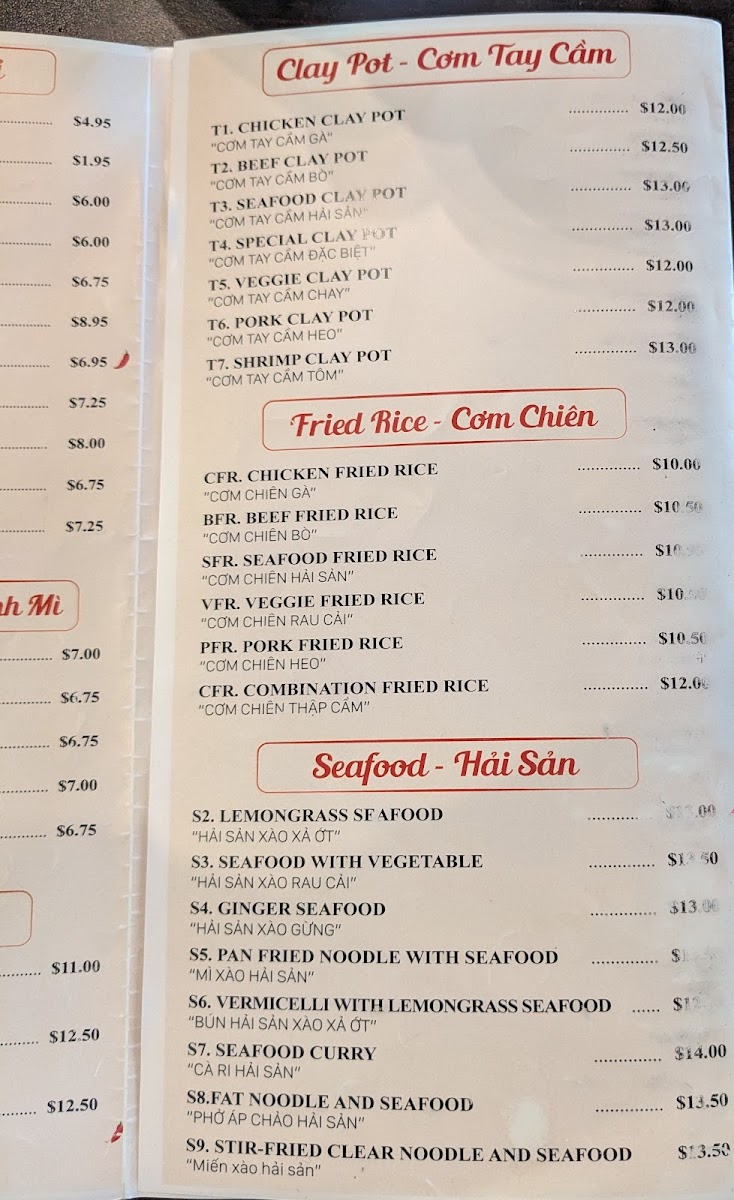 $4.95
$1.95
$6.00
$6.00
$6.75
$8.95
$6.95
$7.25
$8.00
$6.75
$7.25
nh Mì
$7.00
$6.75
$6.75
$7.00
$6.75
$11.00
$12.50
$12.50
Clay Pot - Cơm Tay Cầm
T1. CHICKEN CLAY POT ............. $12.00
"CƠM TAY CẦM GÀ"
T2. BEEF CLAY POT ............. $12.50
"CƠM TAY CẦM BÒ"
T3. SEAFOOD CLAY POT ............. $13.00
"CƠM TAY CẦM HẢI SẢN"
T4. SPECIAL CLAY POT ............. $13.00
"CƠM TAY CẦM ĐẶC BIỆT"
T5. VEGGIE CLAY POT ............. $12.00
"CƠM TAY CẦM CHAY"
T6. PORK CLAY POT ............. $12.00
"CƠM TAY CẦM HEO"
T7. SHRIMP CLAY POT ............. $13.00
"CƠM TAY CẦM TÔM"
Fried Rice - Cơm Chiên
CFR. CHICKEN FRIED RICE ............. $10.00
"CƠM CHIÊN GÀ"
BFR. BEEF FRIED RICE ............. $10.50
"CƠM CHIÊN BÒ"
SFR. SEAFOOD FRIED RICE .............
"CƠM CHIÊN HẢI SẢN"
VFR. VEGGIE FRIED RICE .............
"CƠM CHIÊN RAU CẢI"
PFR. PORK FRIED RICE ............. $10.50
"CƠM CHIÊN HEO"
CFR. COMBINATION FRIED RICE ............. $12.00
"CƠM CHIÊN THẬP CẨM"
Seafood - Hải Sản
S2. LEMONGRASS SEAFOOD .............
"HẢI SẢN XÀO XẢ ỚT"
S3. SEAFOOD WITH VEGETABLE ............. $13.50
"HẢI SẢN XÀO RAU CẢI"
S4. GINGER SEAFOOD ............. $13.00
"HẢI SẢN XÀO GỪNG"
S5. PAN FRIED NOODLE WITH SEAFOOD .............
"MÌ XÀO HẢI SẢN"
S6. VERMICELLI WITH LEMONGRASS SEAFOOD ......
"BÚN HẢI SẢN XÀO XẢ ỚT"
S7. SEAFOOD CURRY ............. $14.00
"CÀ RI HẢI SẢN"
S8.FAT NOODLE AND SEAFOOD ............. $13.50
"PHỞ ÁP CHẢO HẢI SẢN"
S9. STIR-FRIED CLEAR NOODLE AND SEAFOOD $13.50
"Miến xào hải sản"